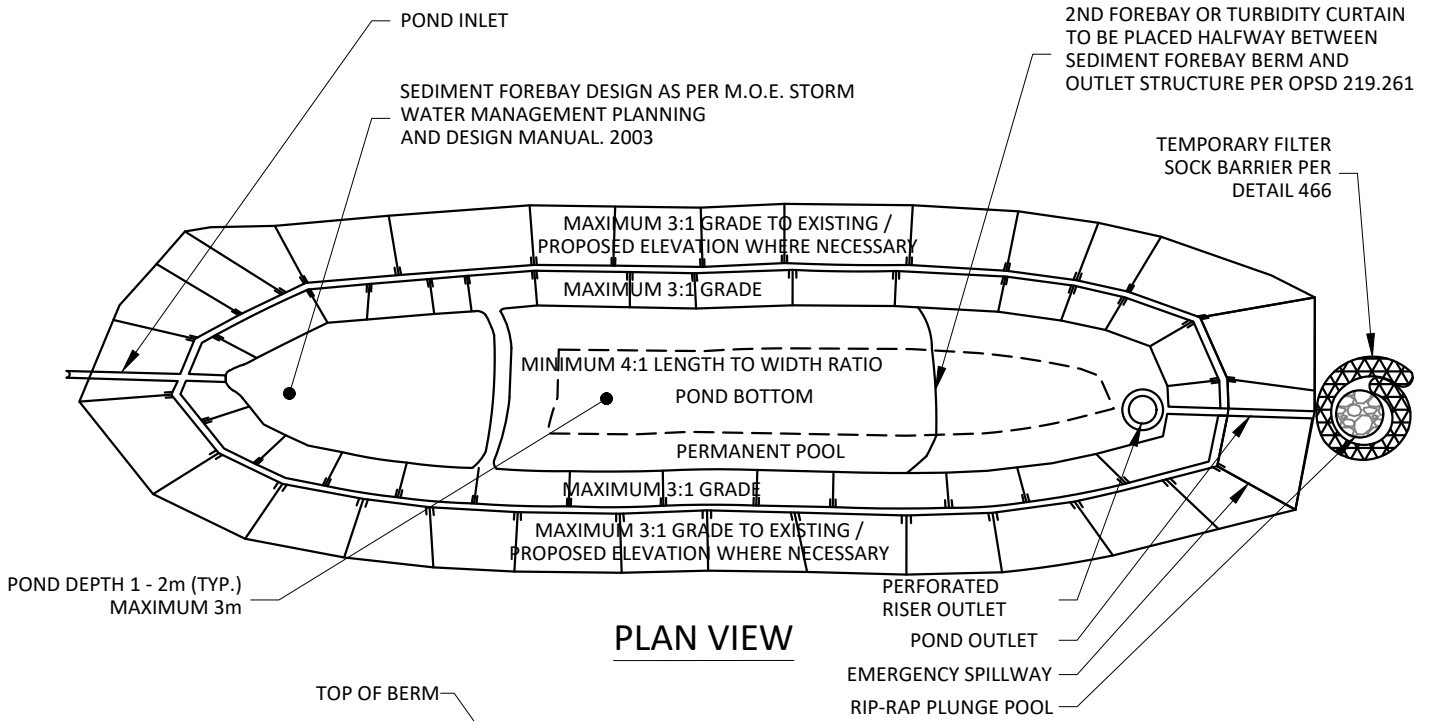 POND INLET
SEDIMENT FOREBAY DESIGN AS PER M.O.E. STORM
WATER MANAGEMENT PLANNING
AND DESIGN MANUAL. 2003
2ND FOREBAY OR TURBIDITY CURTAIN
TO BE PLACED HALFWAY BETWEEN
SEDIMENT FOREBAY BERM AND
OUTLET STRUCTURE PER OPSD 219.261
TEMPORARY FILTER
SOCK BARRIER PER
DETAIL 466
MAXIMUM 3:1 GRADE TO EXISTING /
PROPOSED ELEVATION WHERE NECESSARY
MAXIMUM 3:1 GRADE
MINIMUM 4:1 LENGTH TO WIDTH RATIO
POND BOTTOM
PERMANENT POOL
MAXIMUM 3:1 GRADE
MAXIMUM 3:1 GRADE TO EXISTING /
PROPOSED ELEVATION WHERE NECESSARY
POND DEPTH 1 - 2m (TYP.)
MAXIMUM 3m
PERFORATED
RISER OUTLET
POND OUTLET
EMERGENCY SPILLWAY
RIP-RAP PLUNGE POOL
PLAN VIEW
TOP OF BERM